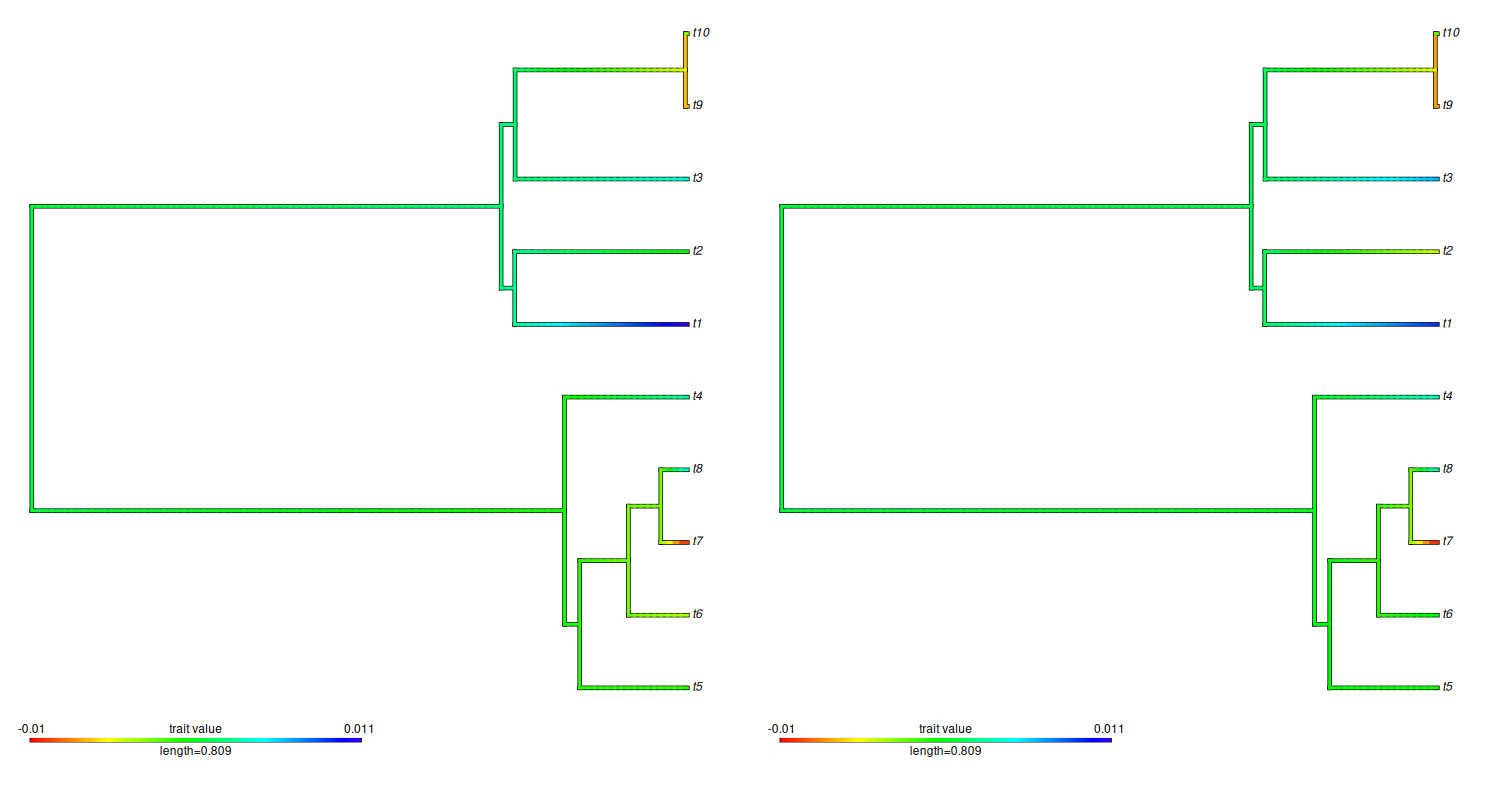 t10 t10
t9 t9
t3 t3
t2 t2
t1 t1
t4 t4
t8 t8
t7 t7
t6 t6
t5 t5
-0.01 trait value 0.011 -0.01 trait value 0.011
length=0.809 length=0.809